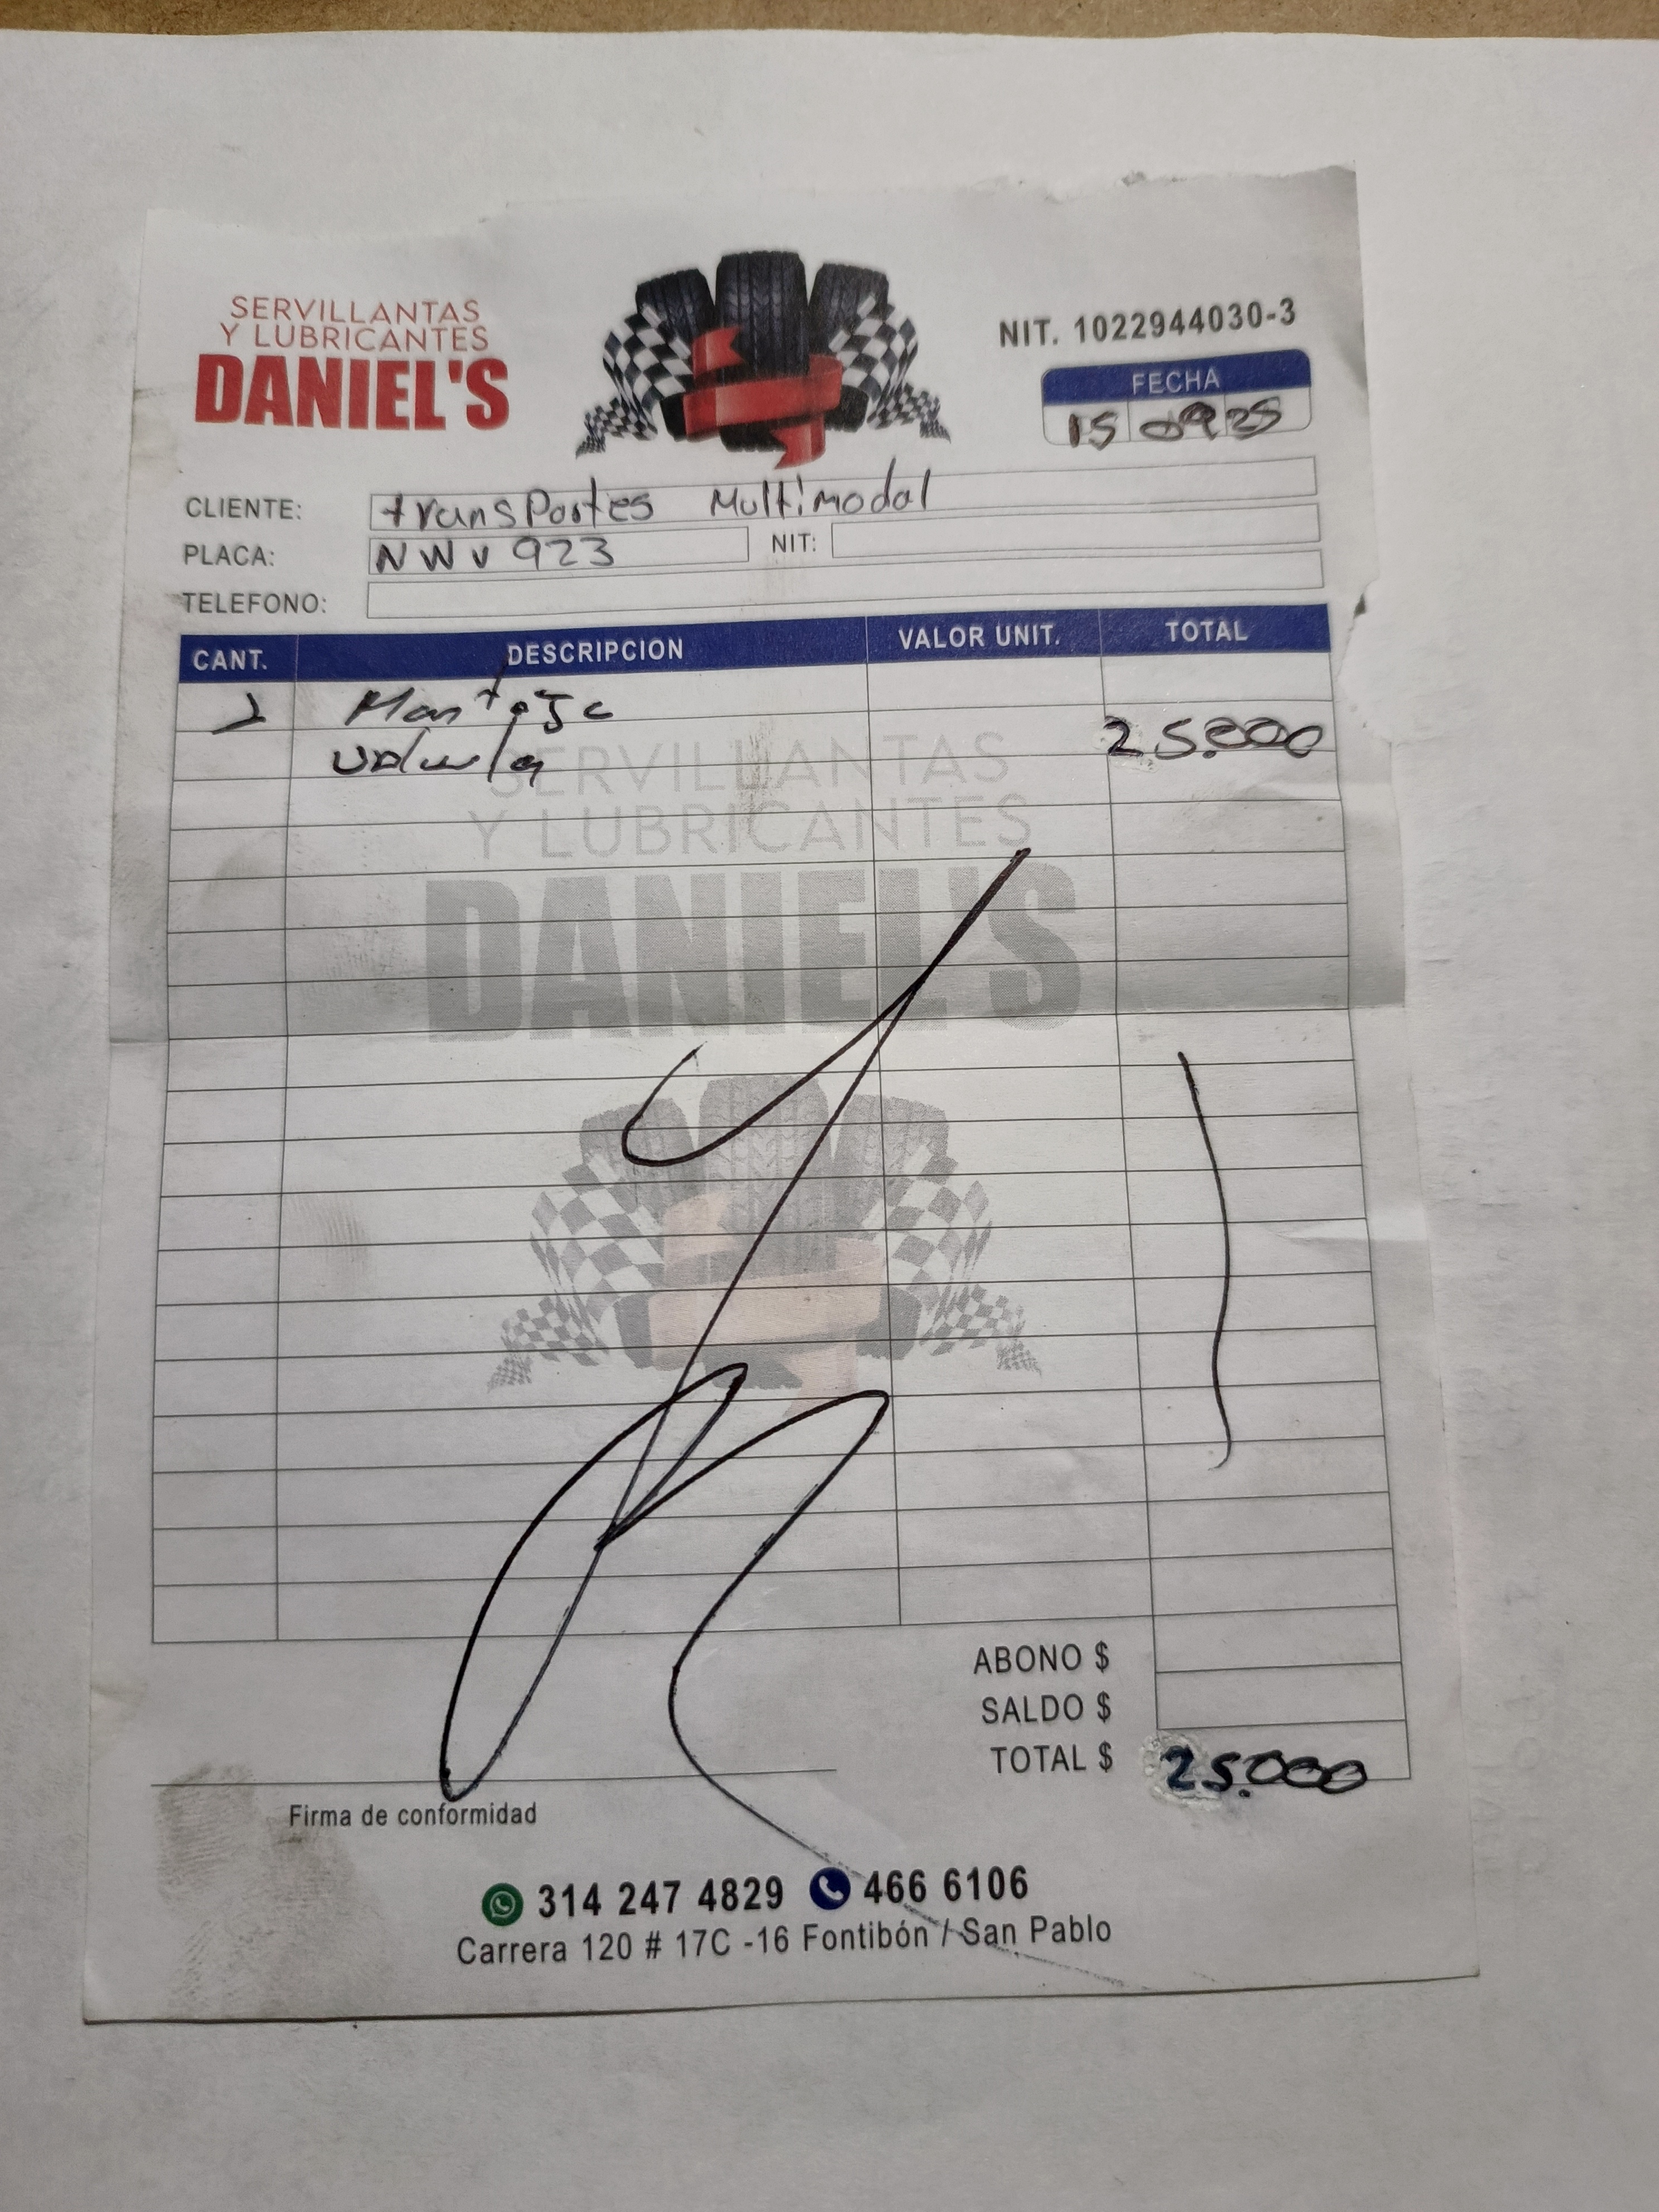 SERVILLANTAS
Y LUBRICANTES
DANIEL'S
NIT. 1022944030-3
FECHA
15 09 25
CLIENTE: transPortes Multimodal
PLACA: NWV 923 NIT:
TELEFONO:
CANT. DESCRIPCION VALOR UNIT. TOTAL
Montaje
valvula 25.000
SERVILLANTAS
Y LUBRICANTES
DANIEL'S
ABONO $
SALDO $
TOTAL $ 25.000
Firma de conformidad
314 247 4829 466 6106
Carrera 120 # 17C -16 Fontibón / San Pablo